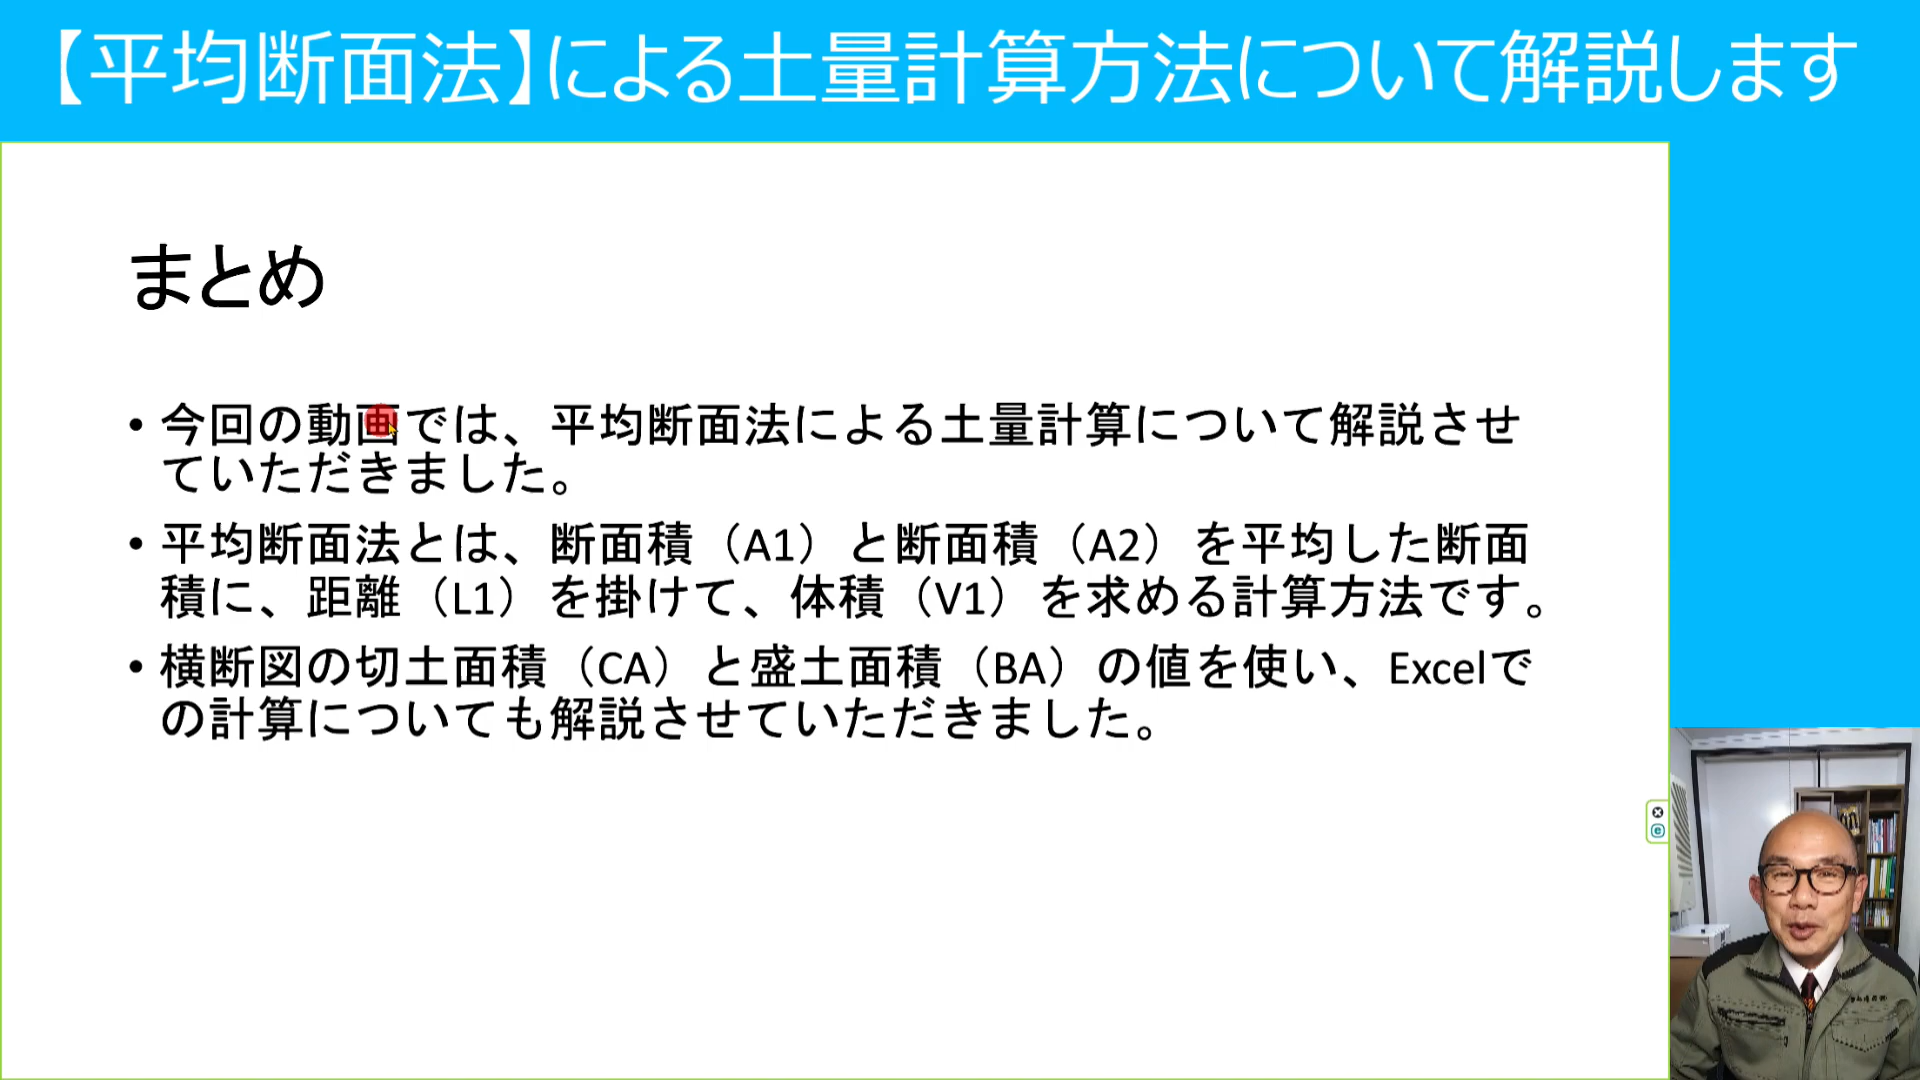 【平均断面法】による土量計算方法について解説します
まとめ
• 今回の動画では、平均断面法による土量計算について解説させ
ていただきました。
• 平均断面法とは、断面積（A1）と断面積（A2）を平均した断面
積に、距離（L1）を掛けて、体積（V1）を求める計算方法です。
• 横断図の切土面積（CA）と盛土面積（BA）の値を使い、Excelで
の計算についても解説させていただきました。